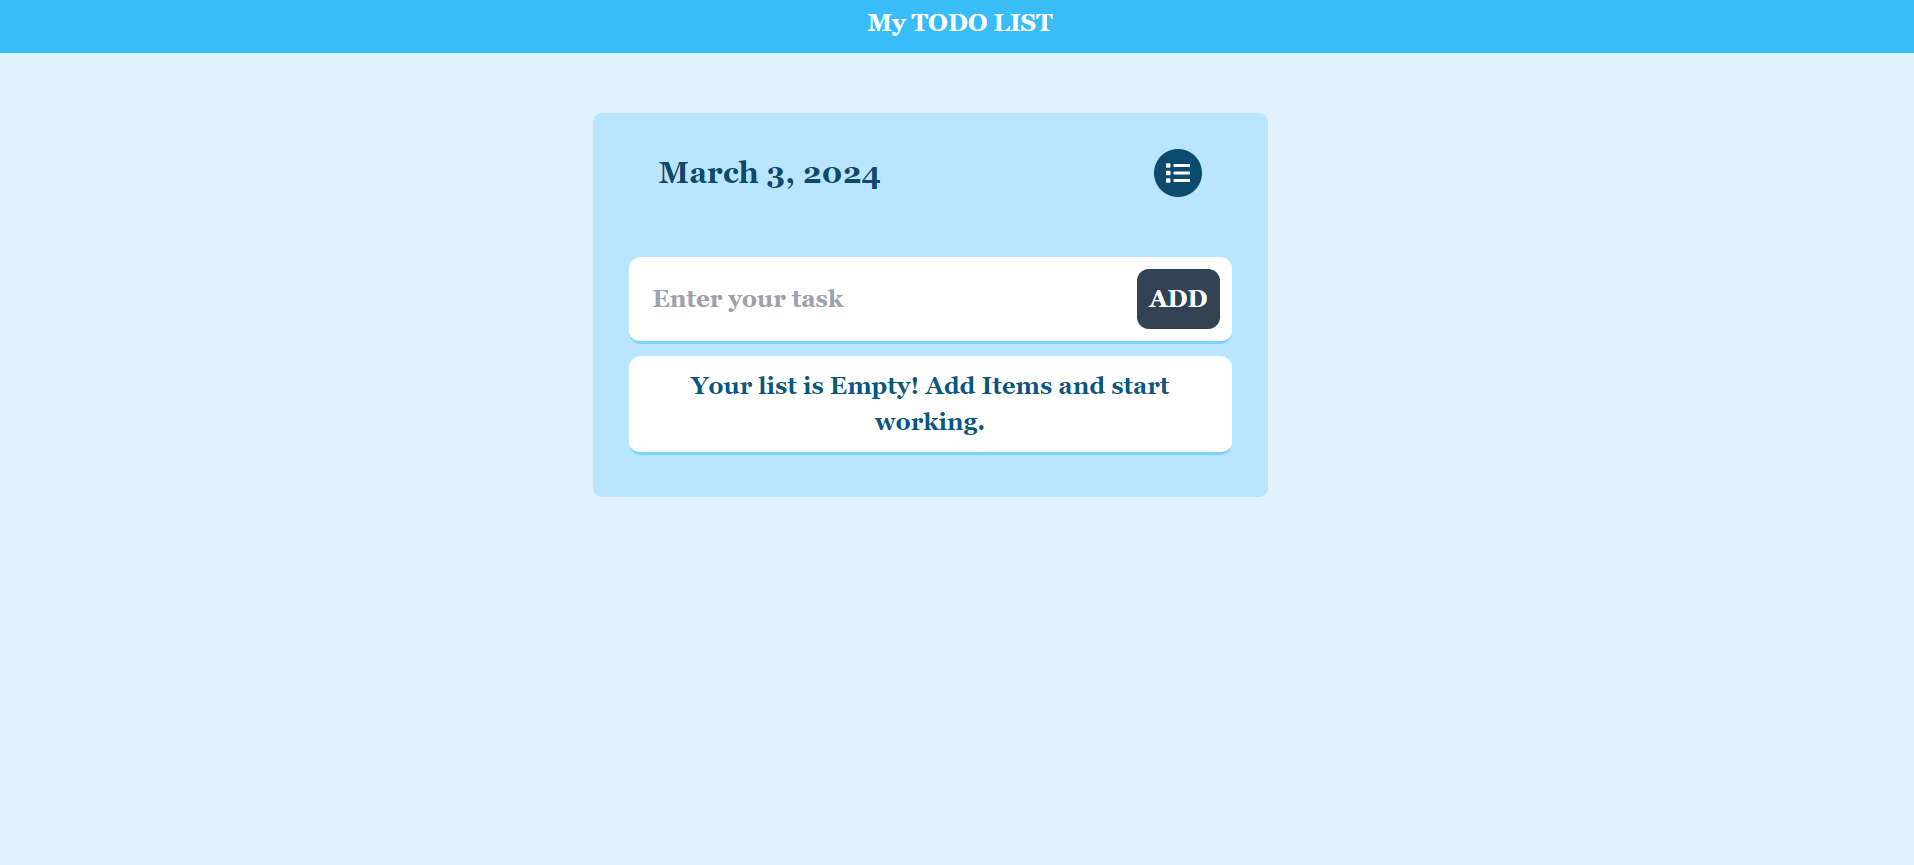 My TODO LIST
March 3, 2024
Enter your task
ADD
Your list is Empty! Add Items and start
working.